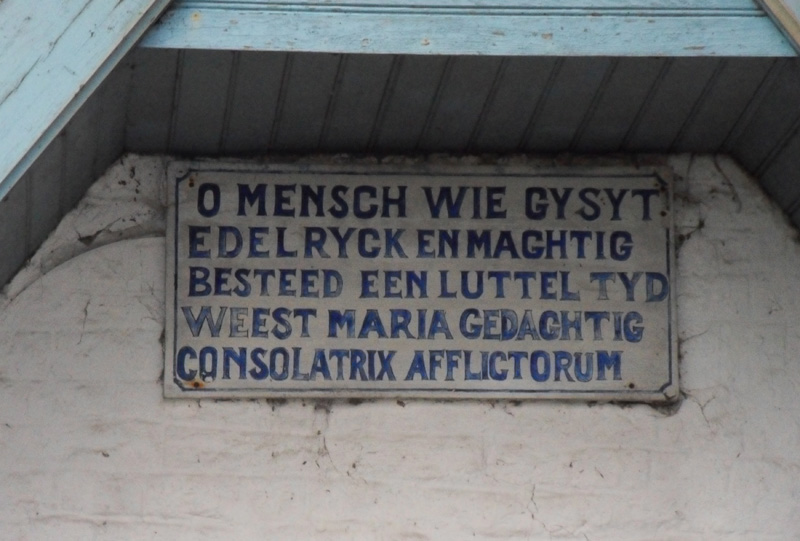 O MENSCH WIE GYSYT
EDELRYCK EN MAGHTIG
BESTEED EEN LUTTEL TYD
WEEST MARIA GEDAGHTIG
CONSOLATRIX AFFLICTORUM